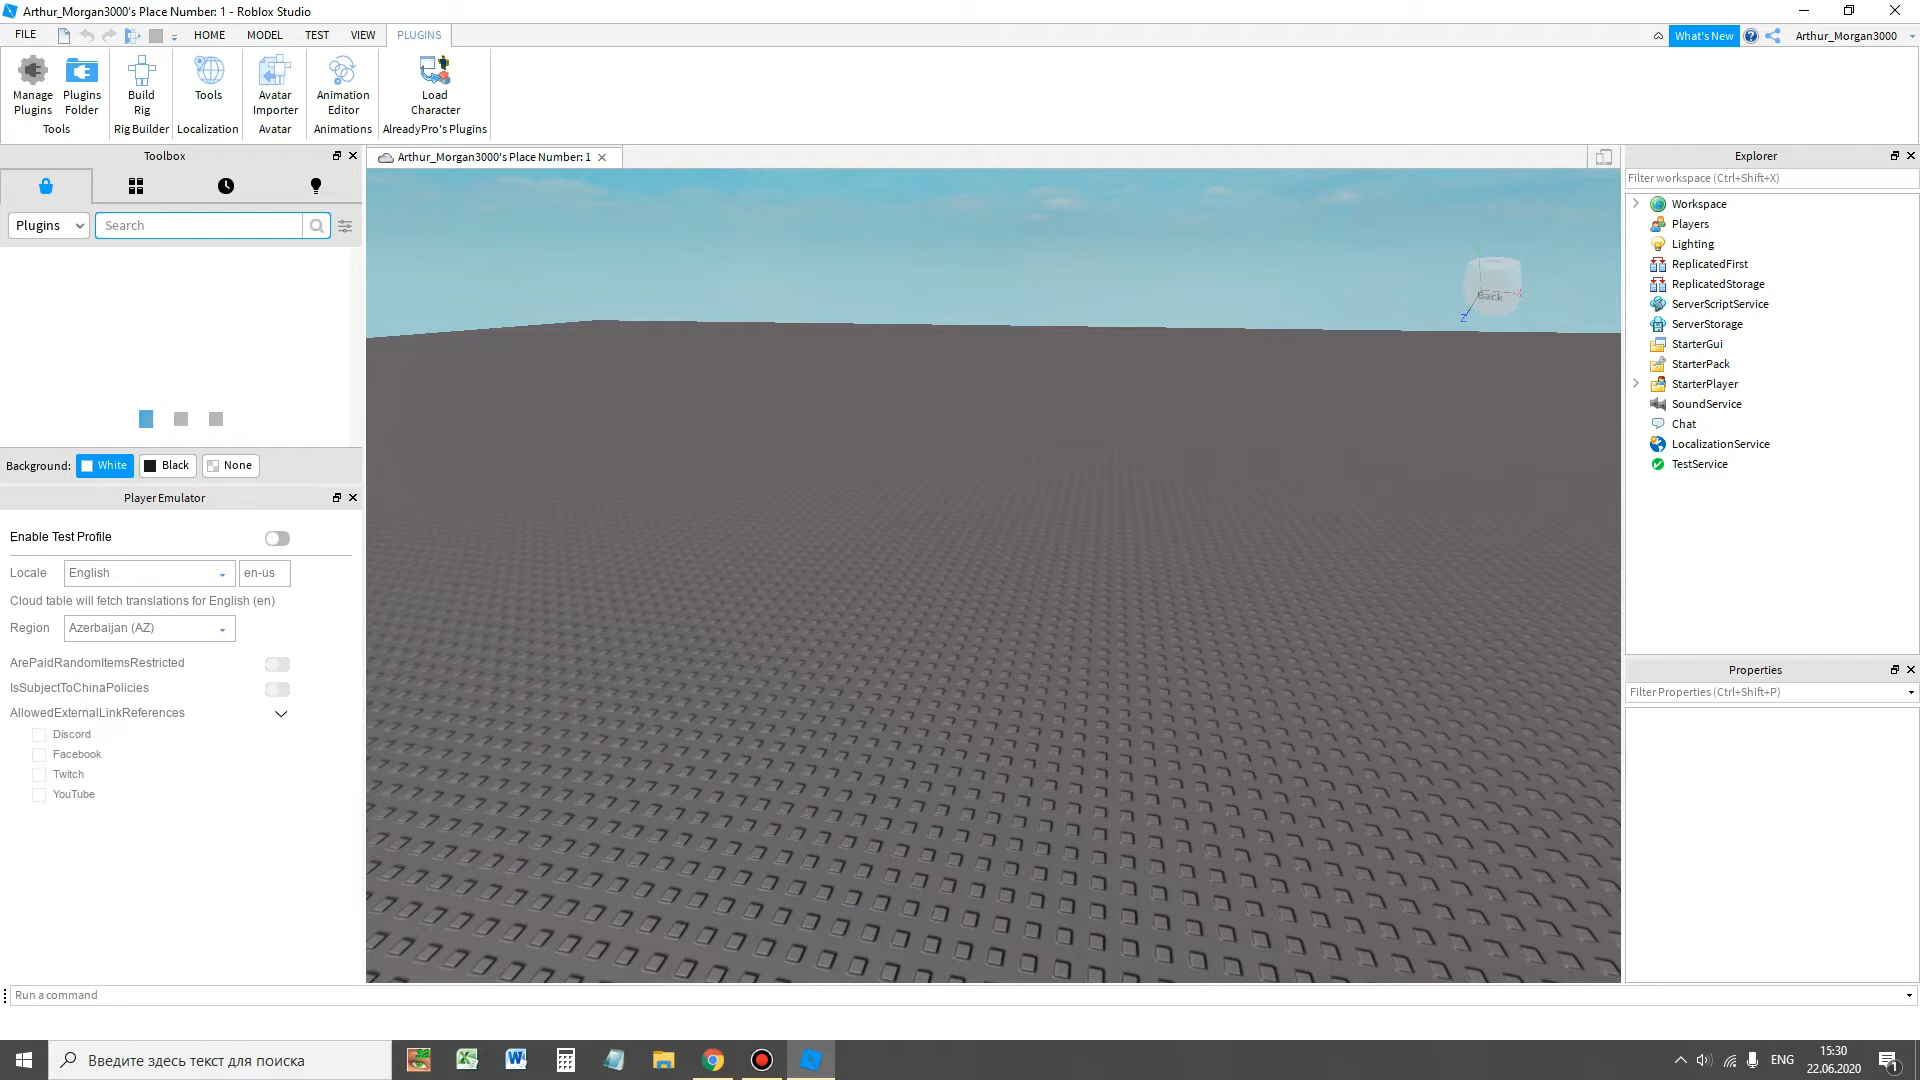 Arthur_Morgan3000's Place Number: 1 - Roblox Studio
FILE HOME MODEL TEST VIEW PLUGINS What's New Arthur_Morgan3000
Manage Plugins
Plugins Folder
Tools
Build Rig
Rig Builder
Tools
Localization
Avatar Importer
Avatar
Animation Editor
Animations
Load Character
AlreadyPro's Plugins
Toolbox
Plugins Search
Background: White Black None
Player Emulator
Enable Test Profile
Locale English en-us
Cloud table will fetch translations for English (en)
Region Azerbaijan (AZ)
ArePaidRandomItemsRestricted
IsSubjectToChinaPolicies
AllowedExternalLinkReferences
Discord
Facebook
Twitch
YouTube
Arthur_Morgan3000's Place Number: 1
Back
Z
Explorer
Filter workspace (Ctrl+Shift+X)
Workspace
Players
Lighting
ReplicatedFirst
ReplicatedStorage
ServerScriptService
ServerStorage
StarterGui
StarterPack
StarterPlayer
SoundService
Chat
LocalizationService
TestService
Properties
Filter Properties (Ctrl+Shift+P)
Run a command
Введите здесь текст для поиска
ENG
15:30
22.06.2020
1